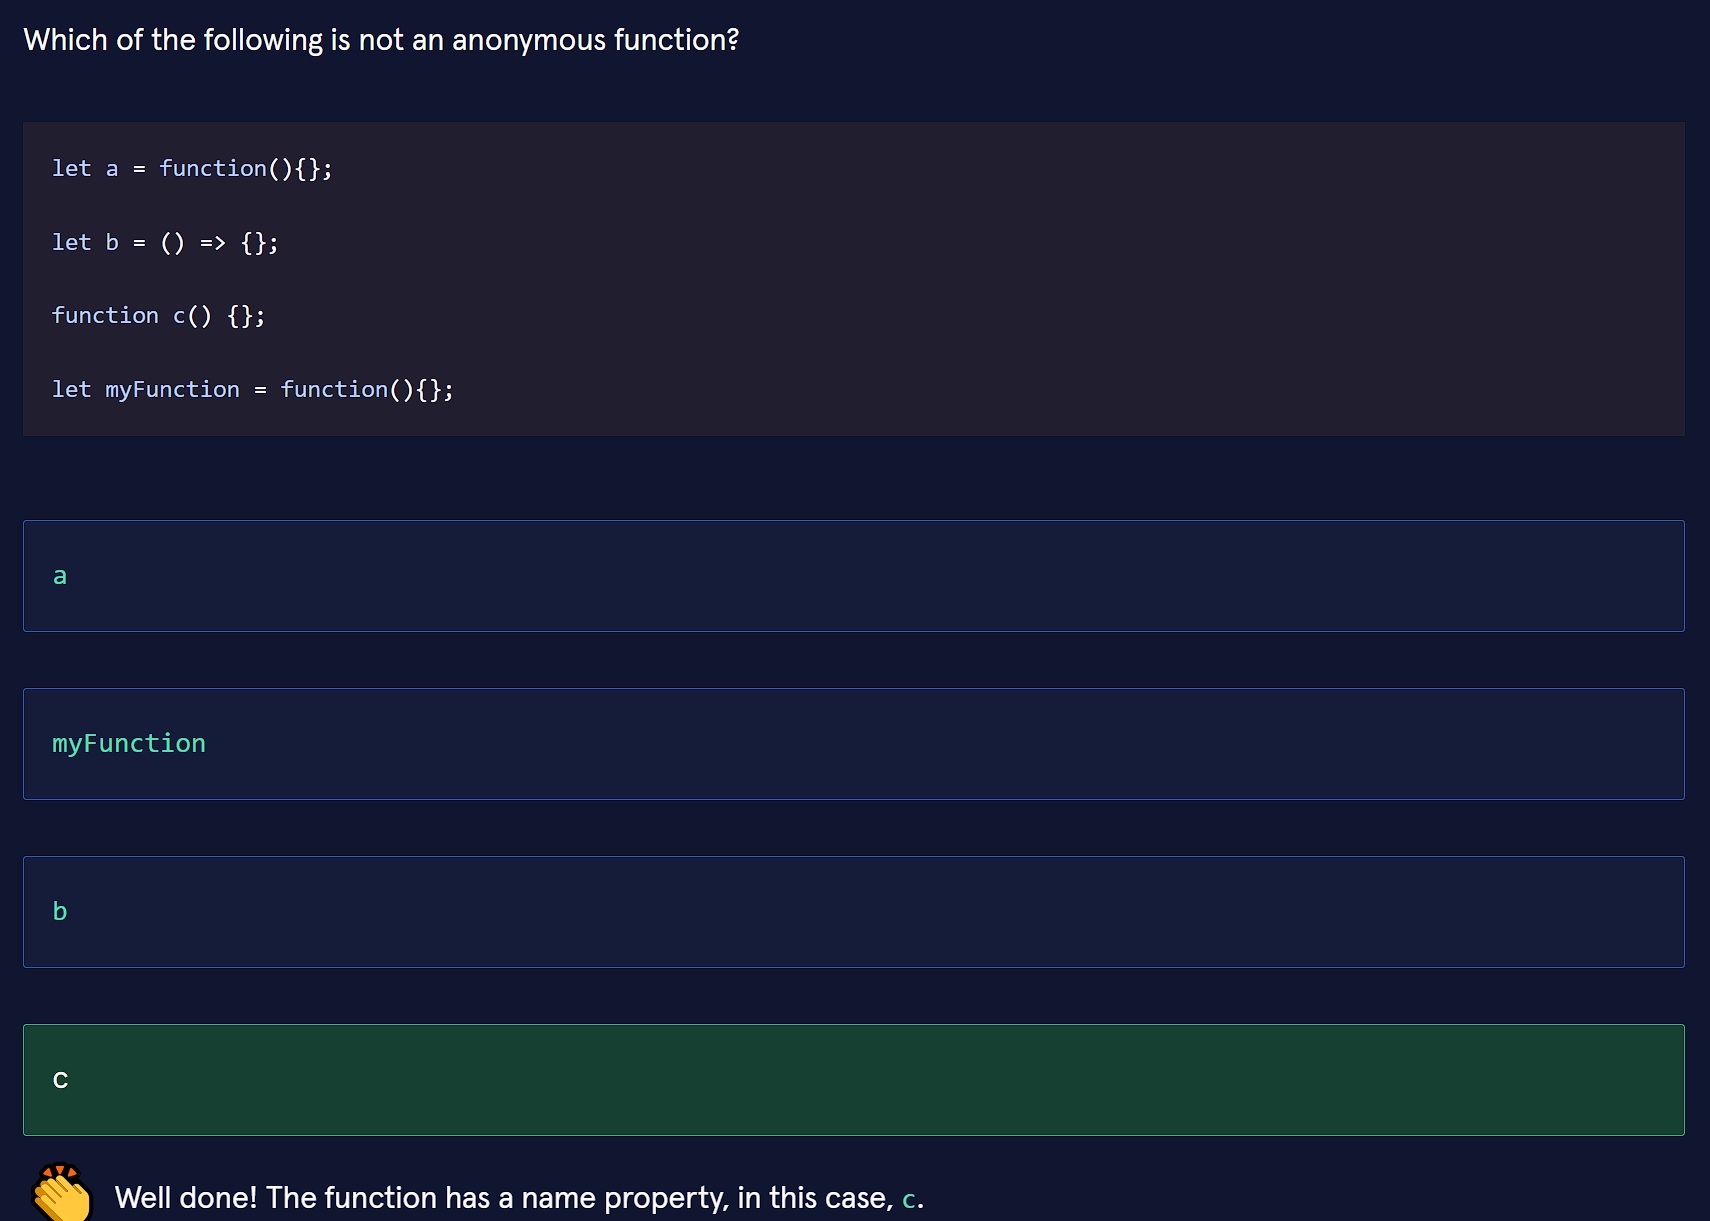 Which of the following is not an anonymous function?
let a = function(){};
let b = () => {};
function c() {};
let myFunction = function(){};
a
myFunction
b
c
Well done! The function has a name property, in this case, c.